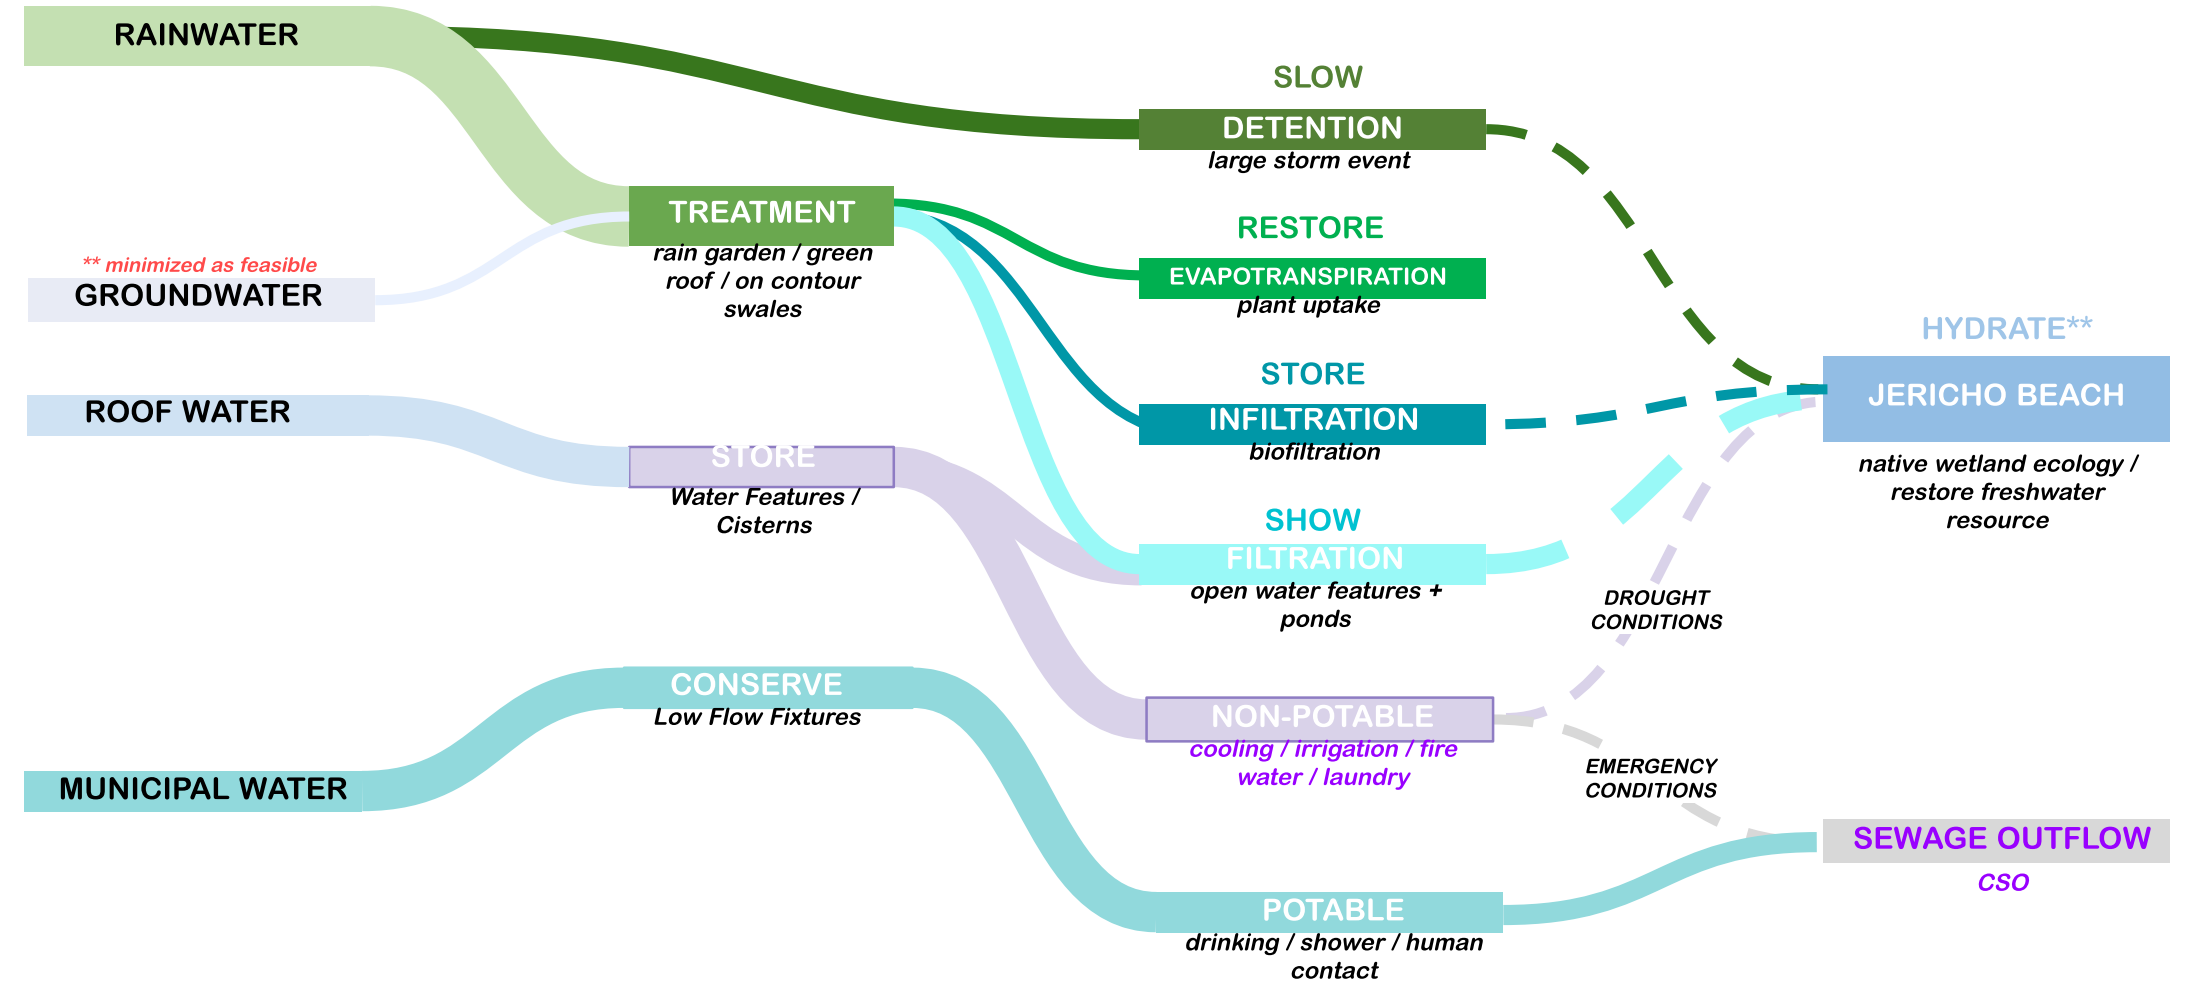 RAINWATER
** minimized as feasible
GROUNDWATER
ROOF WATER
MUNICIPAL WATER
TREATMENT
rain garden / green
roof / on contour
swales
STORE
Water Features /
Cisterns
CONSERVE
Low Flow Fixtures
SLOW
DETENTION
large storm event
RESTORE
EVAPOTRANSPIRATION
plant uptake
STORE
INFILTRATION
biofiltration
SHOW
FILTRATION
open water features +
ponds
NON-POTABLE
cooling / irrigation / fire
water / laundry
POTABLE
drinking / shower / human
contact
DROUGHT
CONDITIONS
EMERGENCY
CONDITIONS
HYDRATE**
JERICHO BEACH
native wetland ecology /
restore freshwater
resource
SEWAGE OUTFLOW
CSO